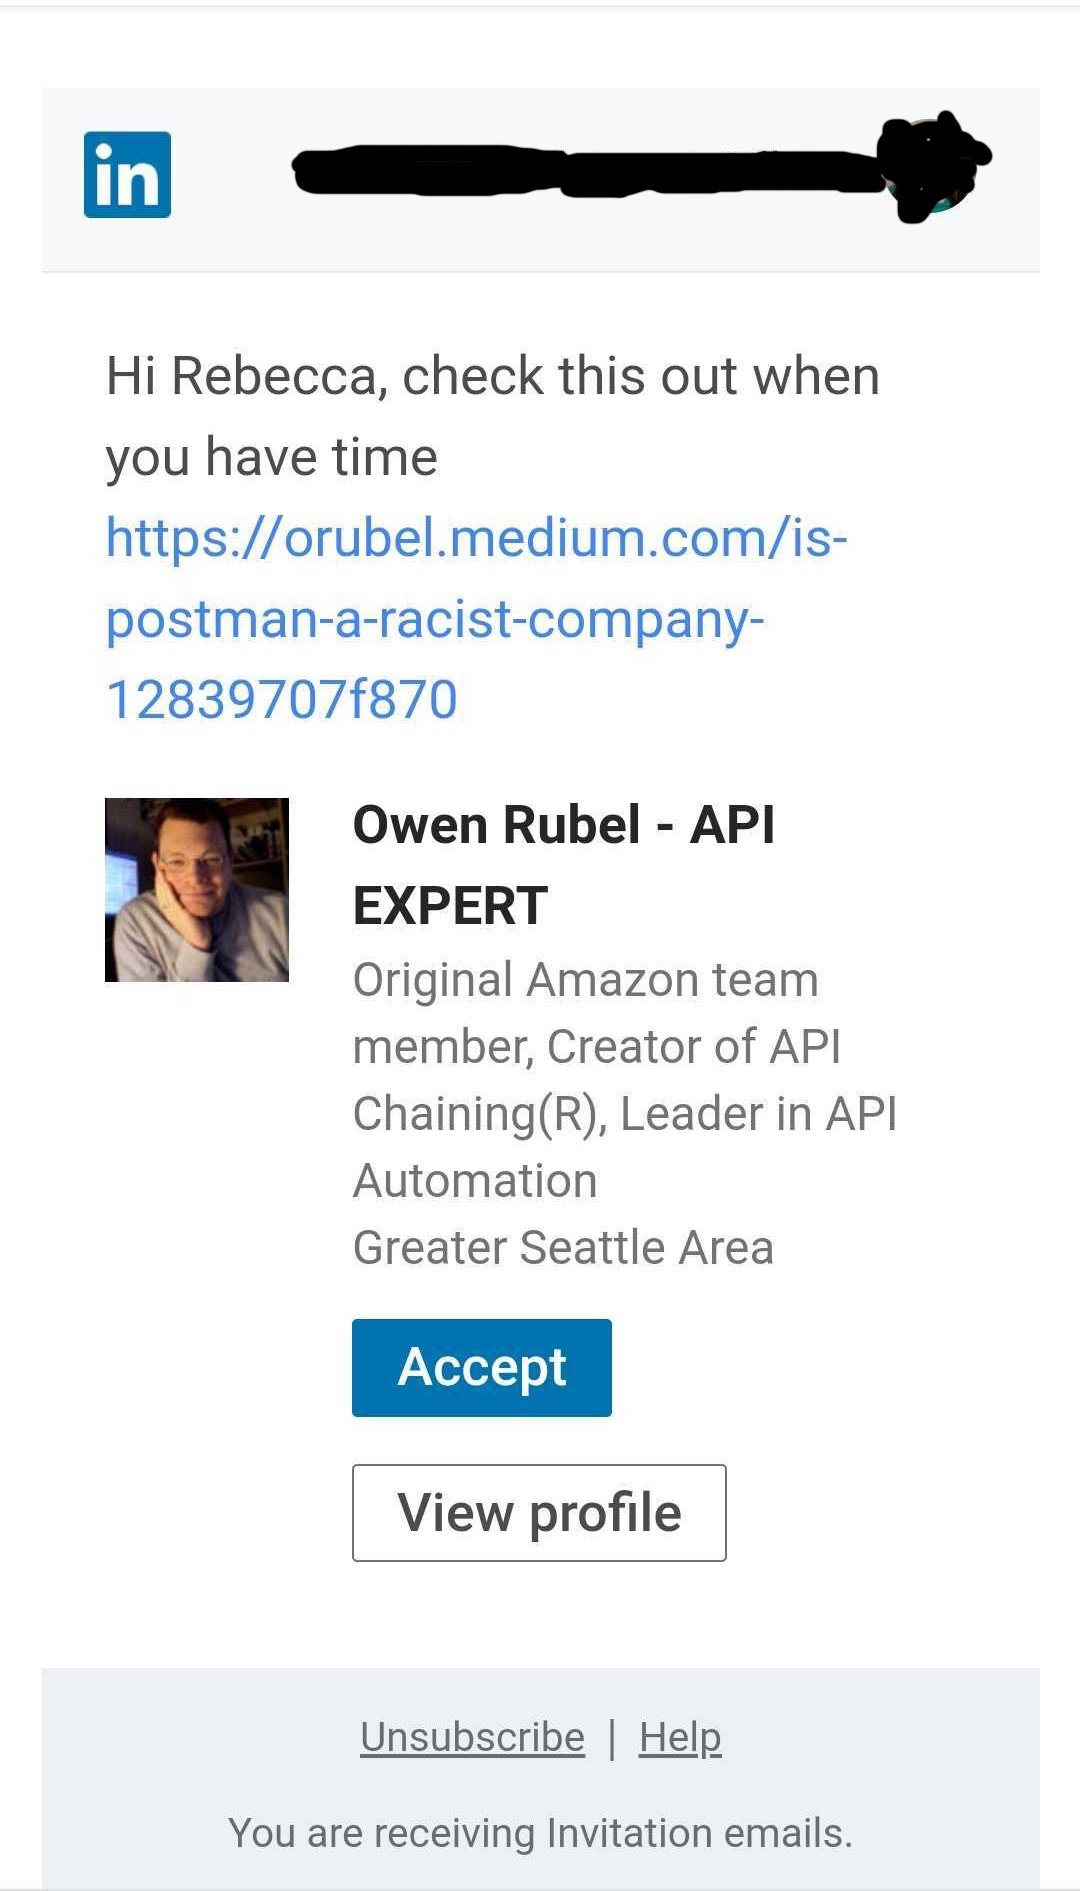 in
Hi Rebecca, check this out when
you have time
https://orubel.medium.com/is-
postman-a-racist-company-
12839707f870
Owen Rubel - API
EXPERT
Original Amazon team
member, Creator of API
Chaining(R), Leader in API
Automation
Greater Seattle Area
Accept
View profile
Unsubscribe | Help
You are receiving Invitation emails.